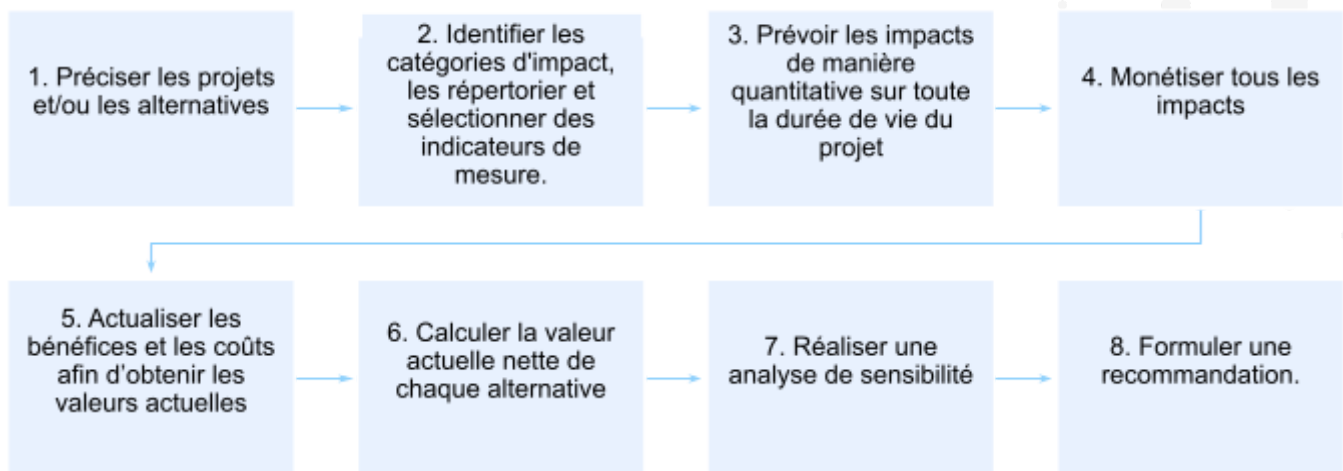 1. Préciser les projets
et/ou les alternatives
2. Identifier les
catégories d'impact,
les répertorier et
sélectionner des
indicateurs de
mesure.
3. Prévoir les impacts
de manière
quantitative sur toute
la durée de vie du
projet
4. Monétiser tous les
impacts
5. Actualiser les
bénéfices et les coûts
afin d’obtenir les
valeurs actuelles
6. Calculer la valeur
actuelle nette de
chaque alternative
7. Réaliser une
analyse de sensibilité
8. Formuler une
recommandation.